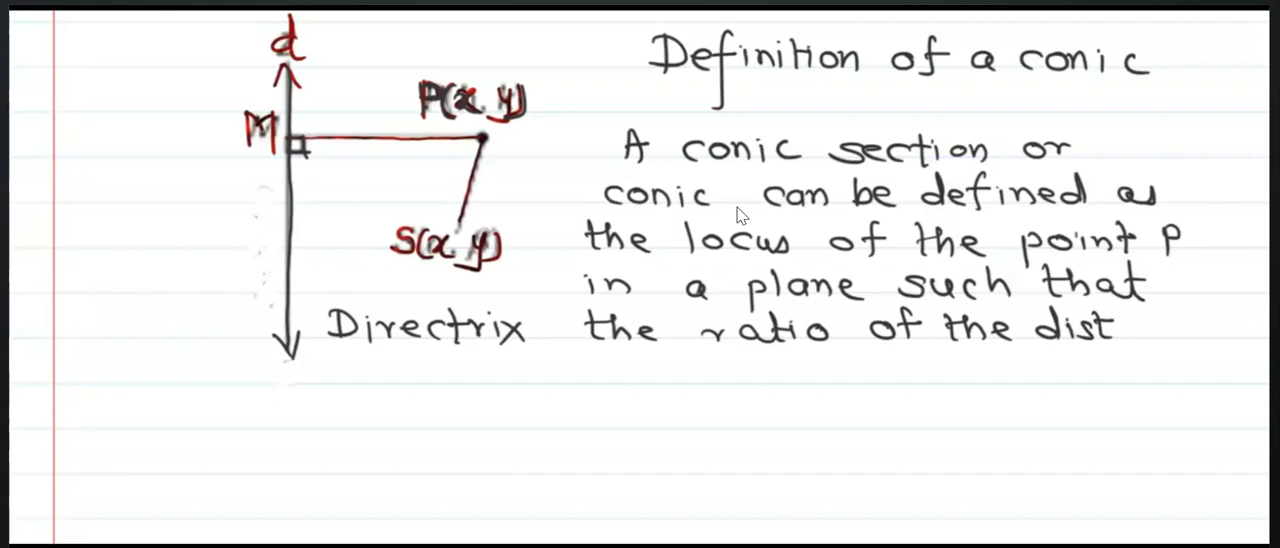 d
M
P(x, y)
S(x, y)
Directrix
Definition of a conic
A conic section or
conic can be defined as
the locus of the point P
in a plane such that
the ratio of the dist